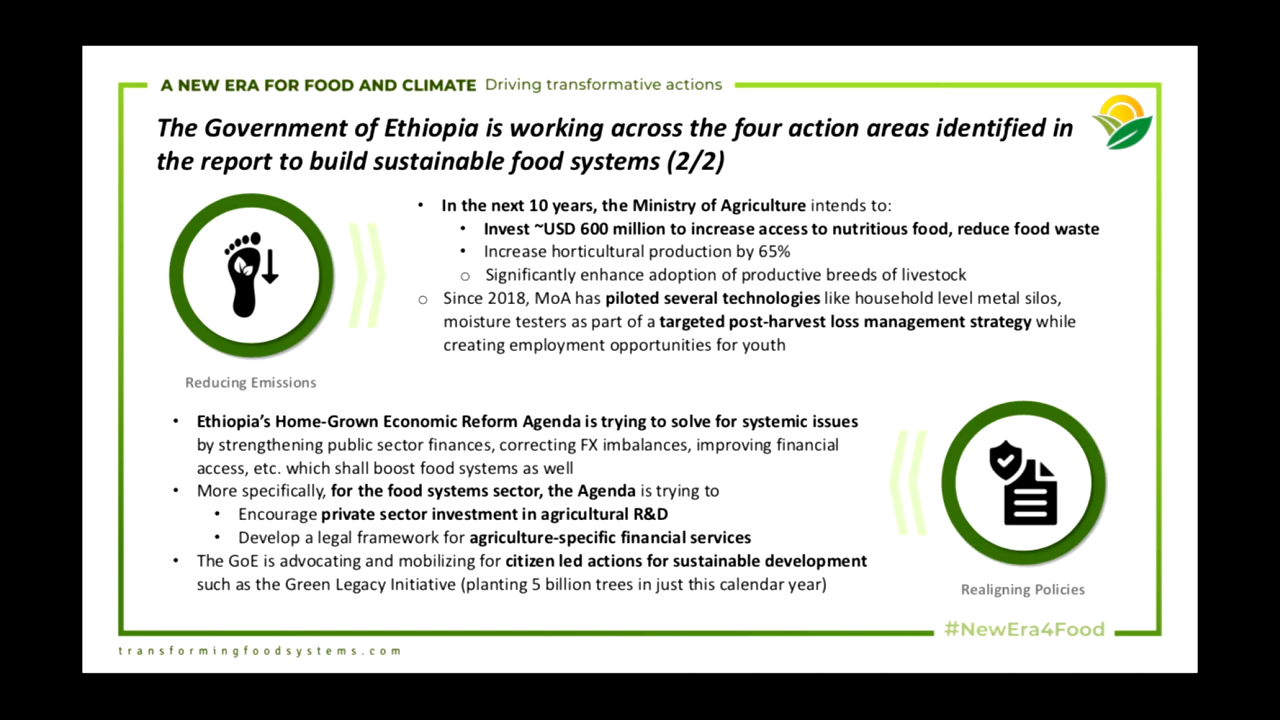 A NEW ERA FOR FOOD AND CLIMATE Driving transformative actions
The Government of Ethiopia is working across the four action areas identified in
the report to build sustainable food systems (2/2)
• In the next 10 years, the Ministry of Agriculture intends to:
• Invest ~USD 600 million to increase access to nutritious food, reduce food waste
• Increase horticultural production by 65%
○ Significantly enhance adoption of productive breeds of livestock
○ Since 2018, MoA has piloted several technologies like household level metal silos,
moisture testers as part of a targeted post-harvest loss management strategy while
creating employment opportunities for youth
Reducing Emissions
• Ethiopia’s Home-Grown Economic Reform Agenda is trying to solve for systemic issues
by strengthening public sector finances, correcting FX imbalances, improving financial
access, etc. which shall boost food systems as well
• More specifically, for the food systems sector, the Agenda is trying to
• Encourage private sector investment in agricultural R&D
• Develop a legal framework for agriculture-specific financial services
• The GoE is advocating and mobilizing for citizen led actions for sustainable development
such as the Green Legacy Initiative (planting 5 billion trees in just this calendar year)
Realigning Policies
#NewEra4Food
transformingfoodsystems.com